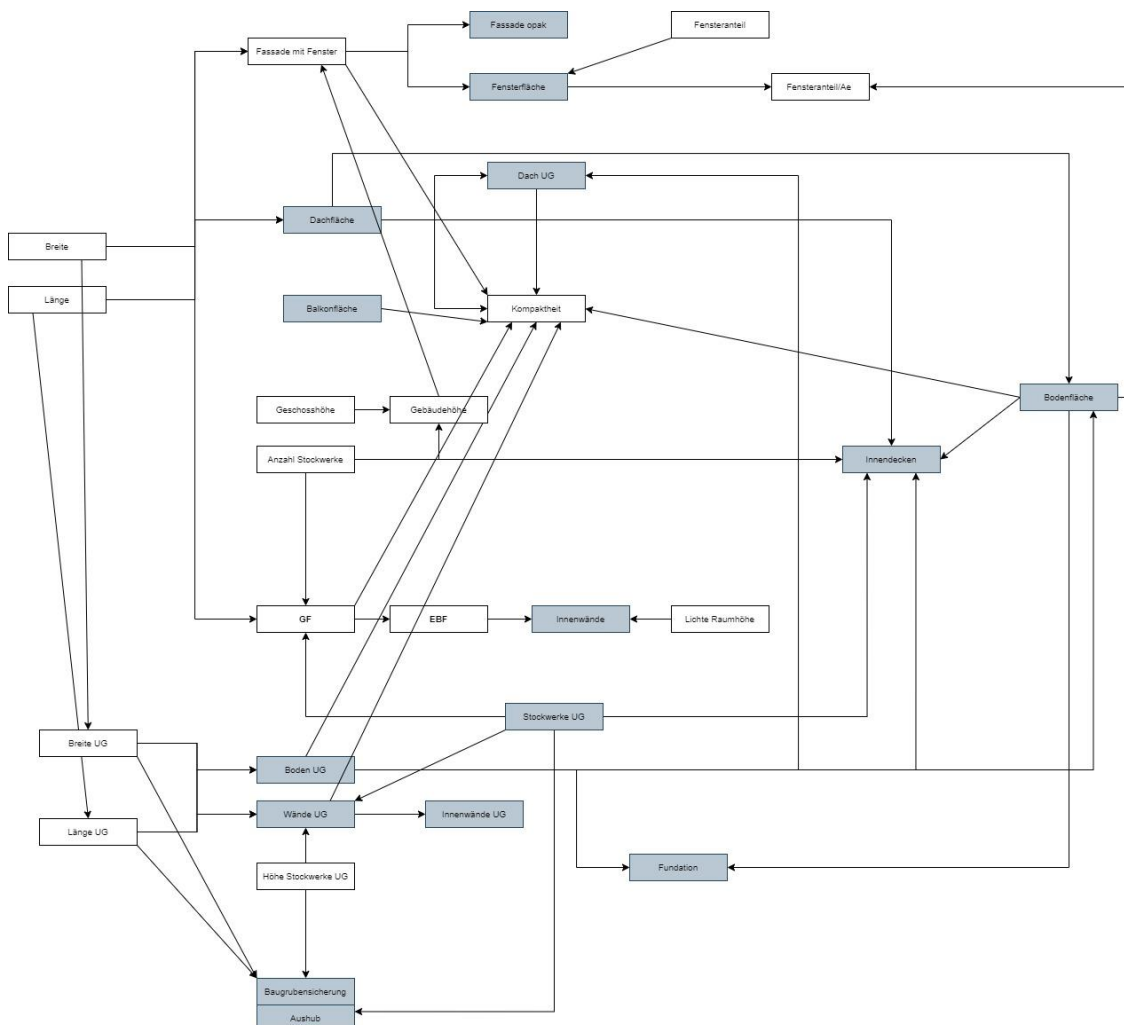 Fassade opak
Fensteranteil
Fassade mit Fenster
Fensterfläche
Fensteranteil/Ae
Dach UG
Dachfläche
Breite
Länge
Balkonfläche
Kompaktheit
Bodenfläche
Geschosshöhe
Gebäudehöhe
Anzahl Stockwerke
Innendecken
GF
EBF
Innenwände
Lichte Raumhöhe
Stockwerke UG
Breite UG
Boden UG
Wände UG
Innenwände UG
Länge UG
Höhe Stockwerke UG
Fundation
Baugrubensicherung
Aushub